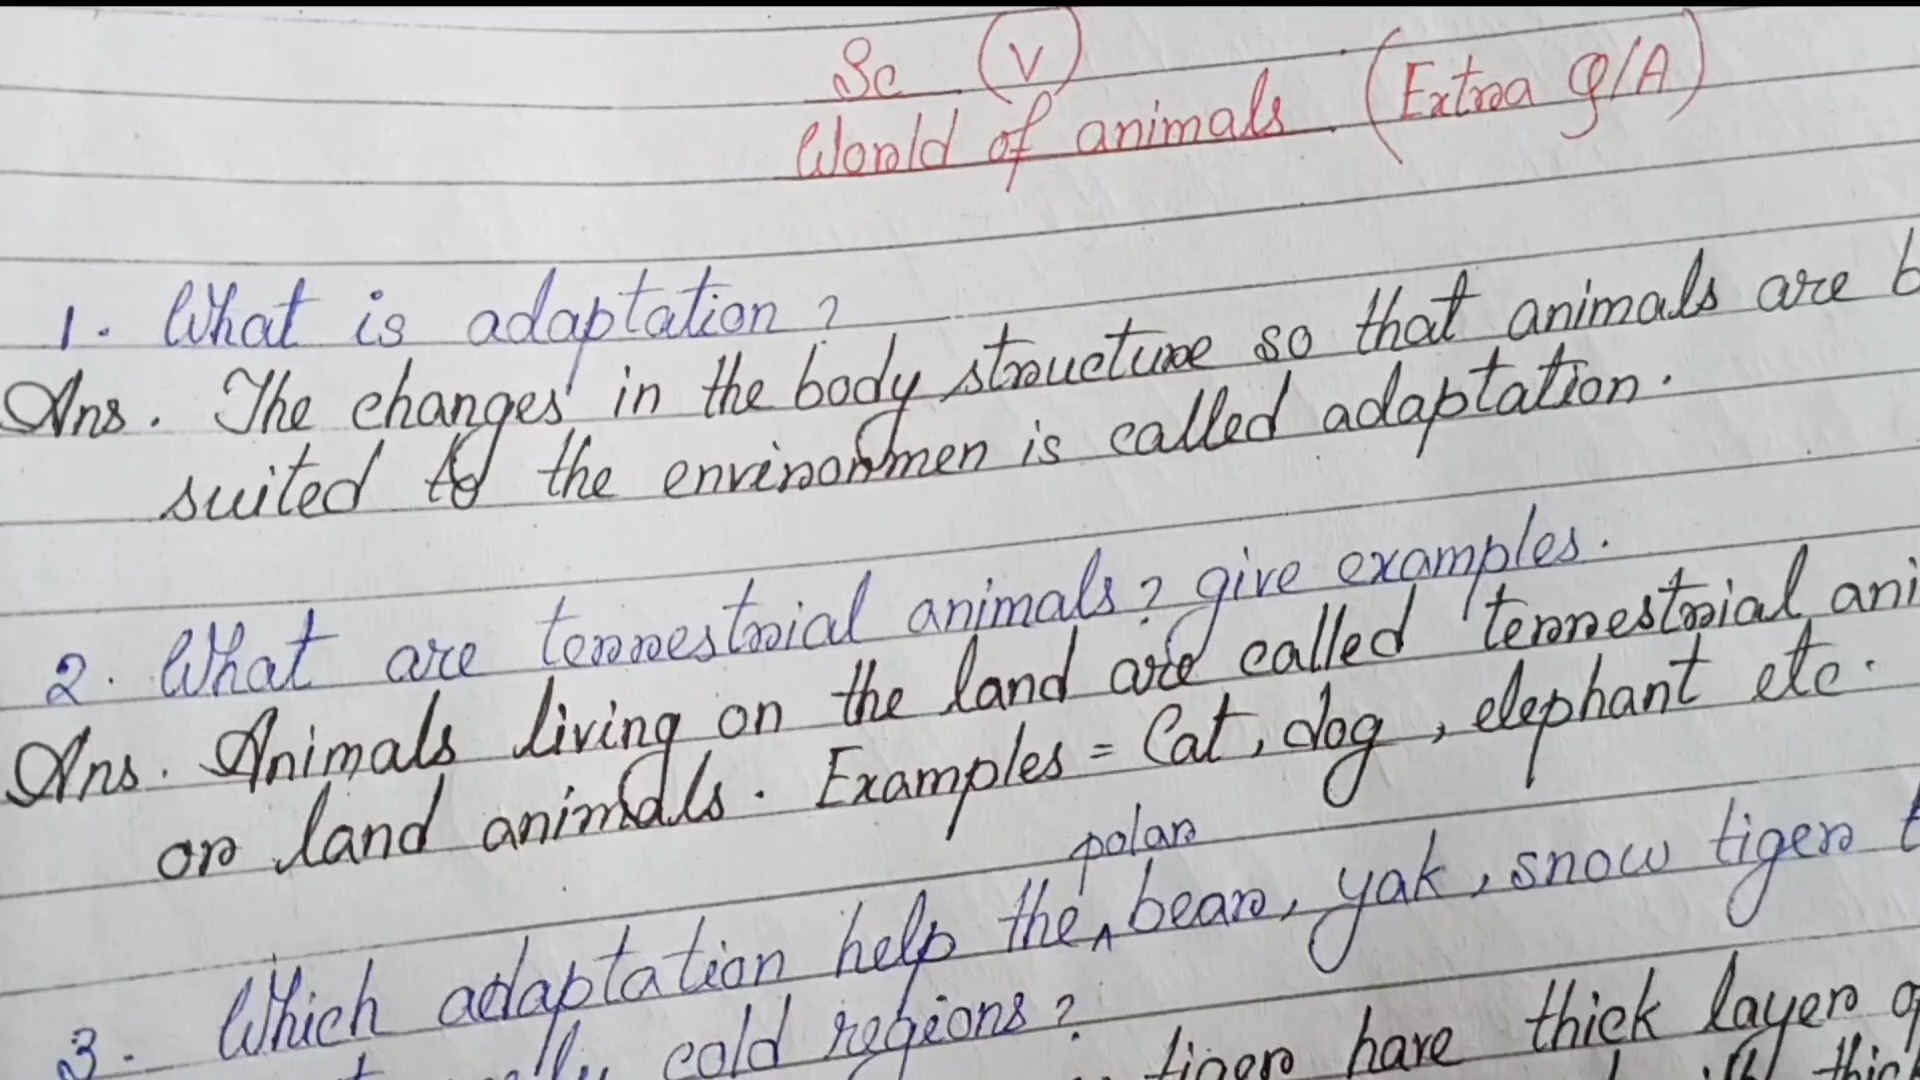 Sc (V)
World of animals (Extra Q/A)
1. What is adaptation?
Ans. The changes in the body structure so that animals are b
suited to the environmen is called adaptation.
2. What are terrestrial animals? give examples.
Ans. Animals living on the land are called terrestrial ani
or land animals. Examples = Cat, dog, elephant etc.
3. Which adaptation help the polar bear, yak, snow tiger t
cold regions?
tiger have thick layer